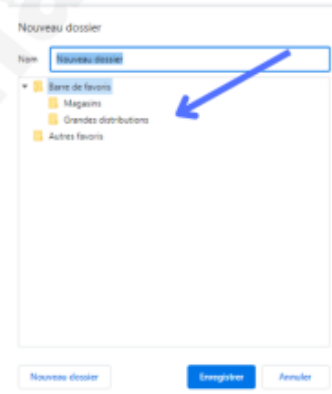 Nouveau dossier
Nom Nouveau dossier
Barre de favoris
Magasins
Grandes distributions
Autres favoris
Nouveau dossier Enregistrer Annuler